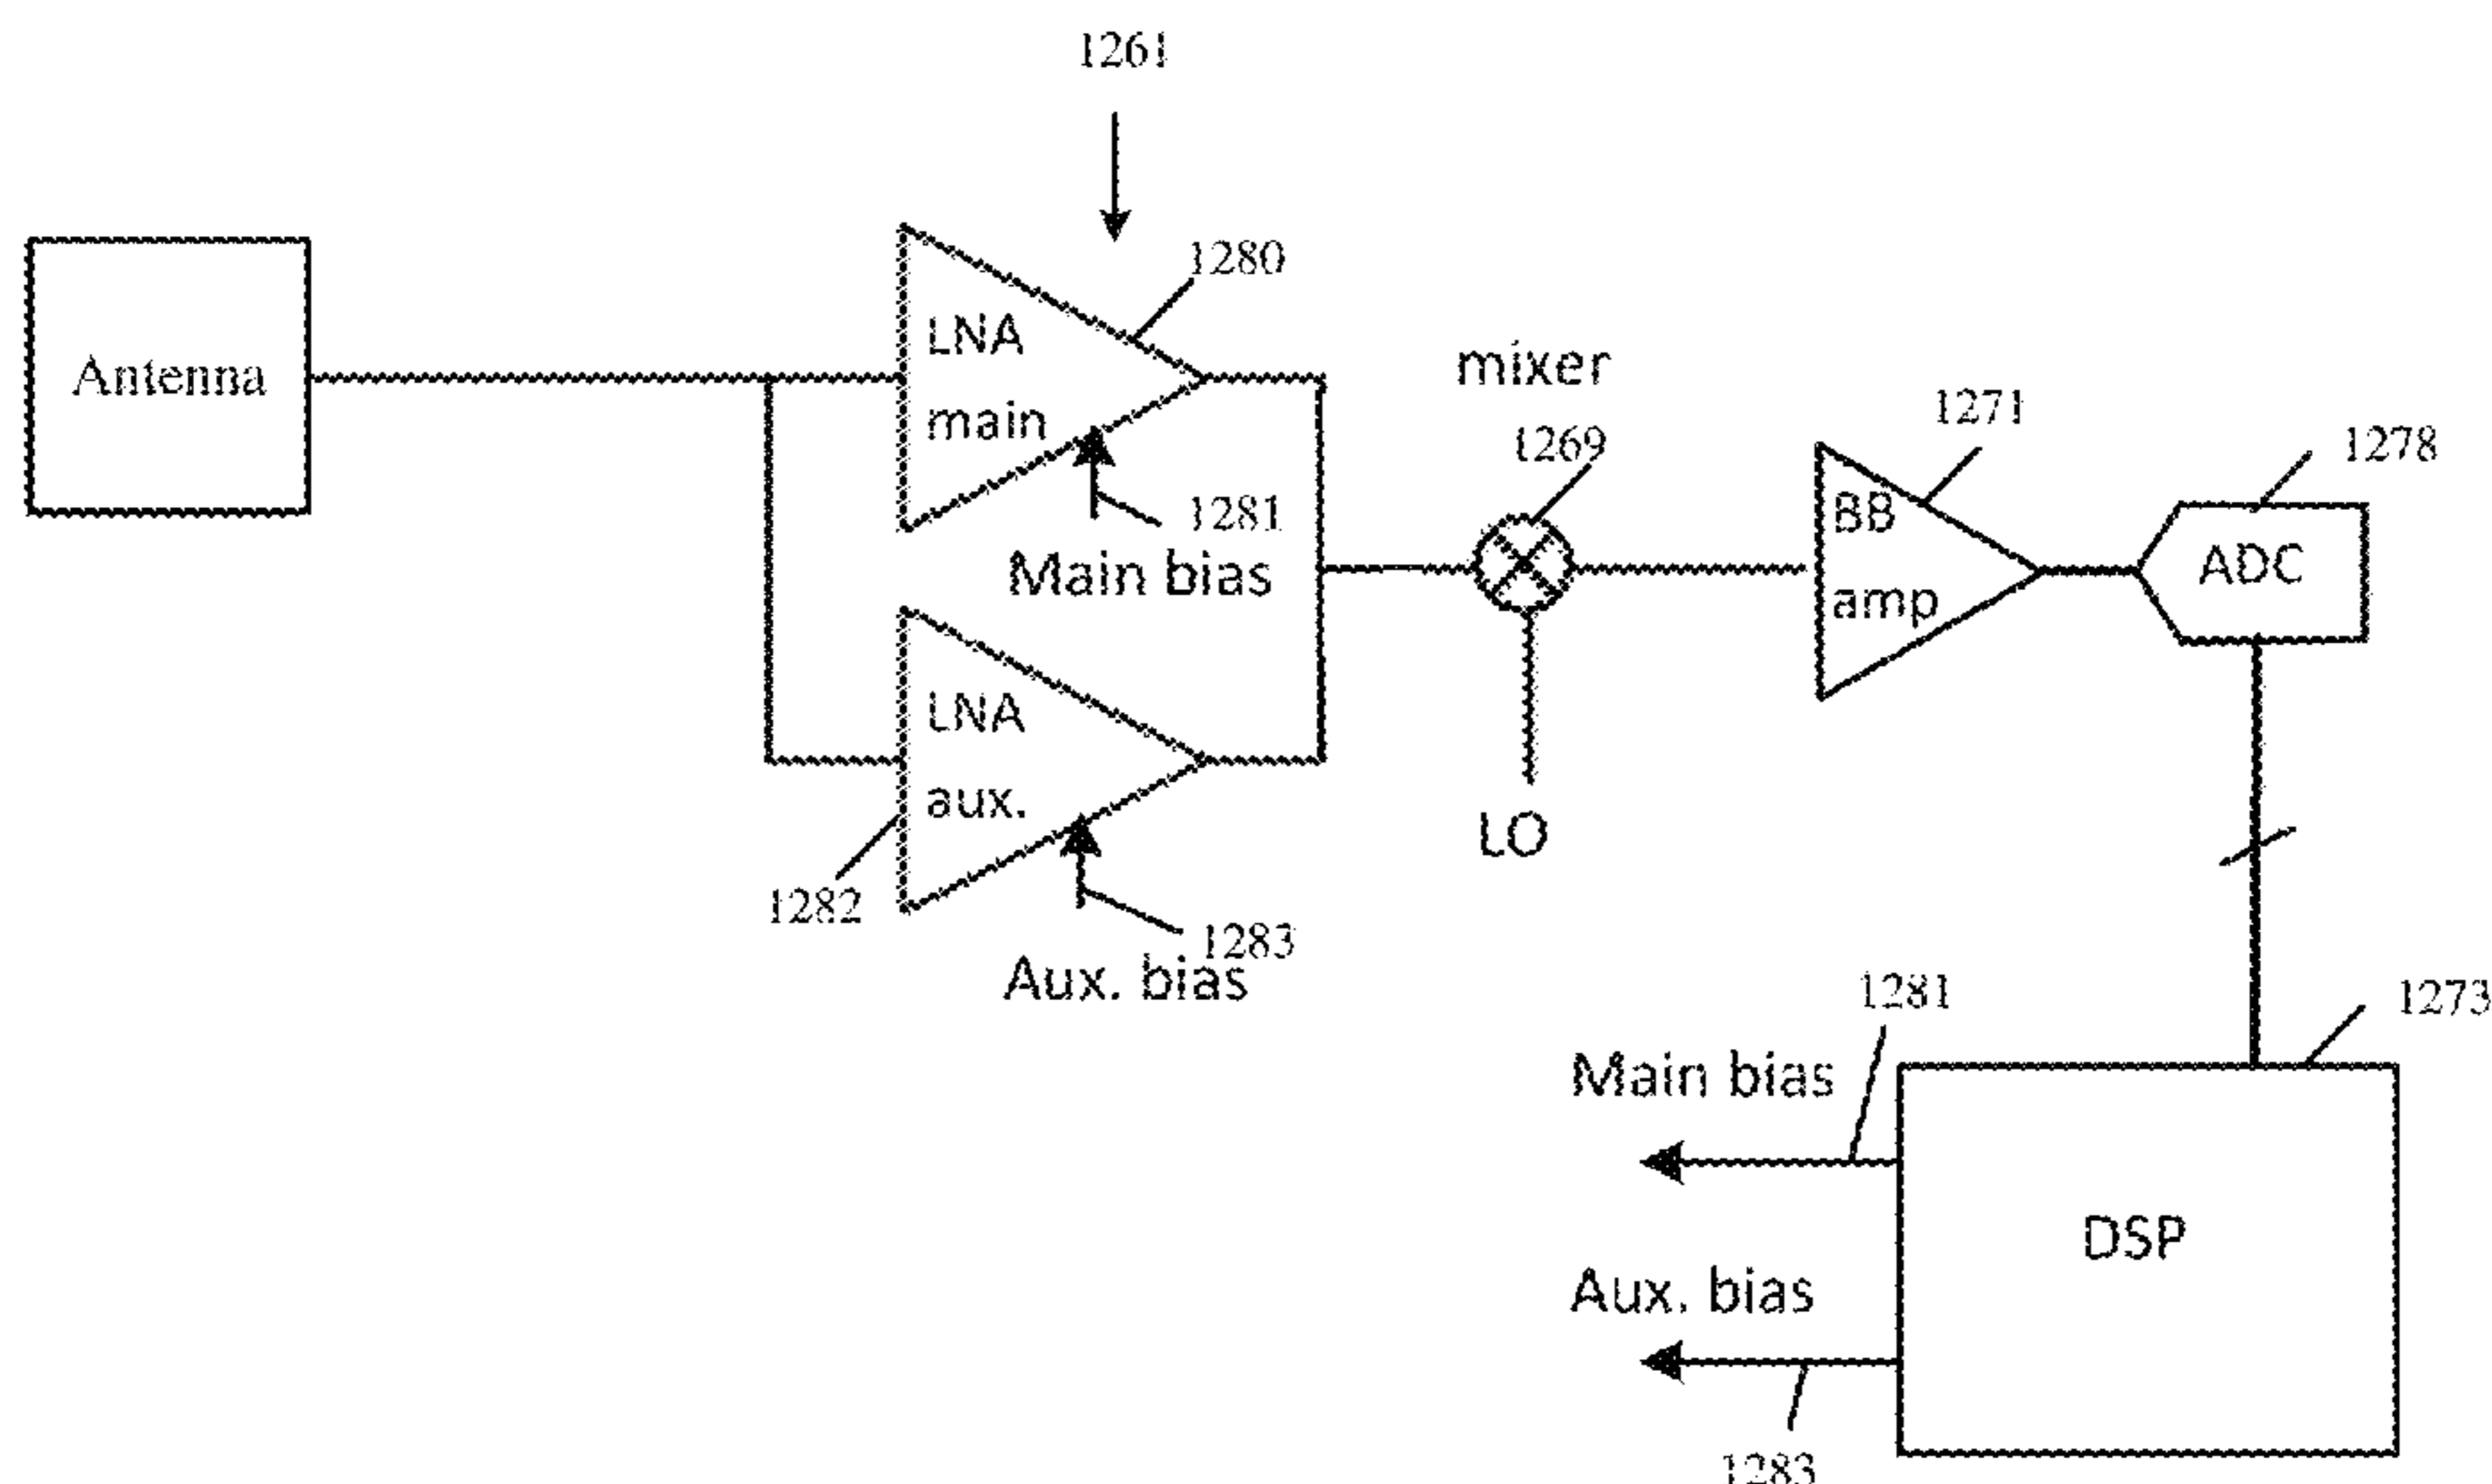 1261
1280
Antenna
LNA
main
1281
Main bias
mixer
1269
1271
1278
BB
amp
ADC
LNA
aux.
1282
1283
Aux. bias
LO
1281
1273
Main bias
DSP
Aux. bias
1283